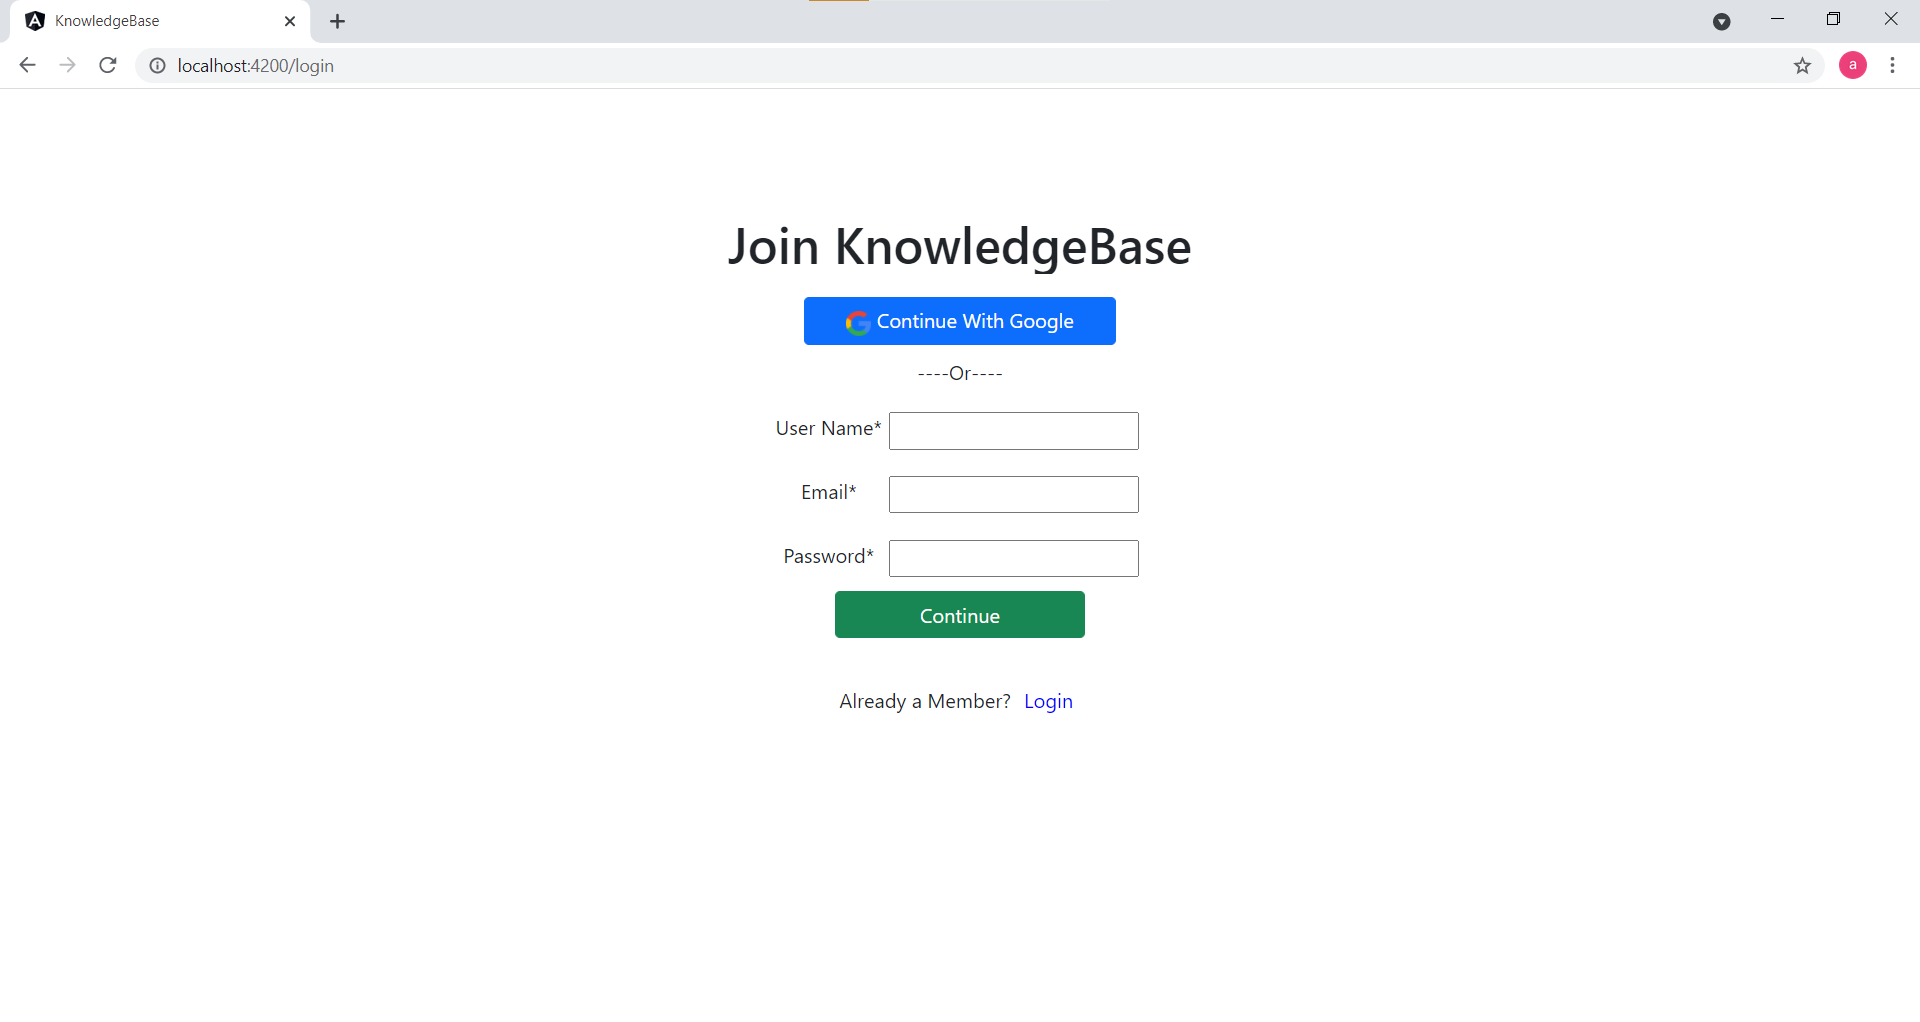 KnowledgeBase
localhost:4200/login
a
Join KnowledgeBase
Continue With Google
----Or----
User Name*
Email*
Password*
Continue
Already a Member? Login